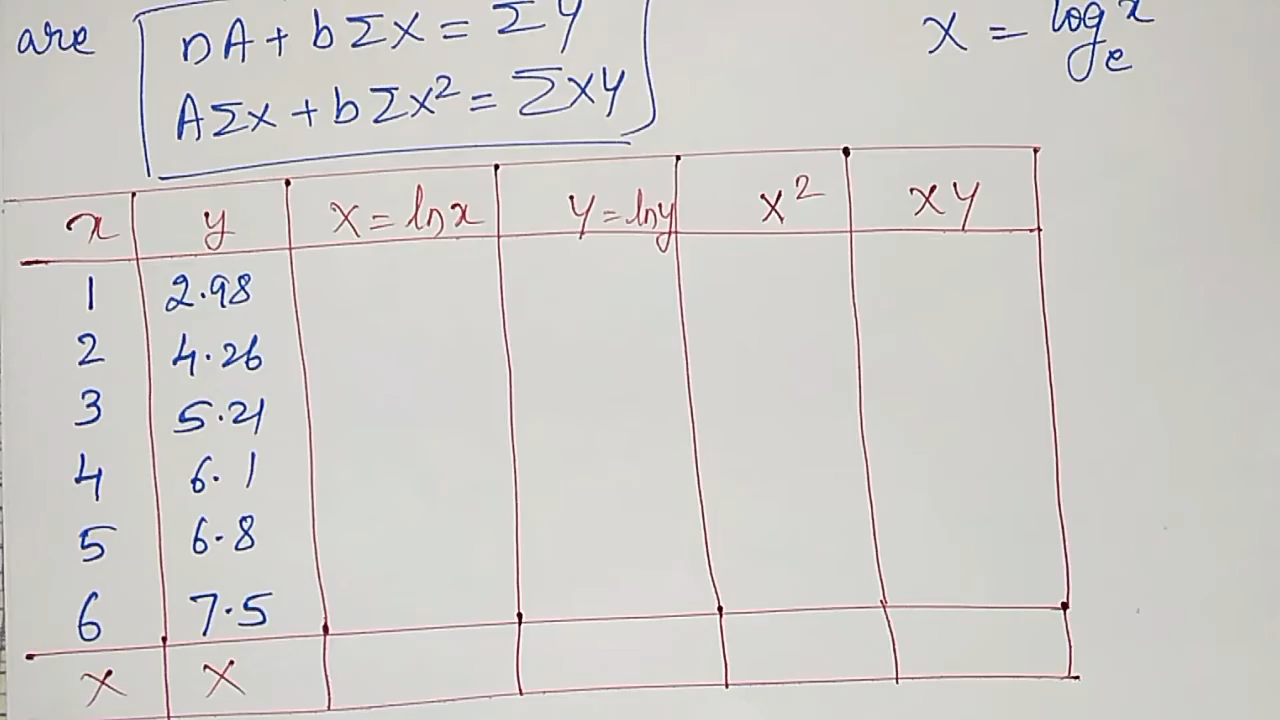 are nA + bΣX = ΣY X = log_e x
AΣX + bΣX² = ΣXY
x y X = ln x Y = ln y X² XY
1 2.98
2 4.26
3 5.21
4 6.1
5 6.8
6 7.5
X X